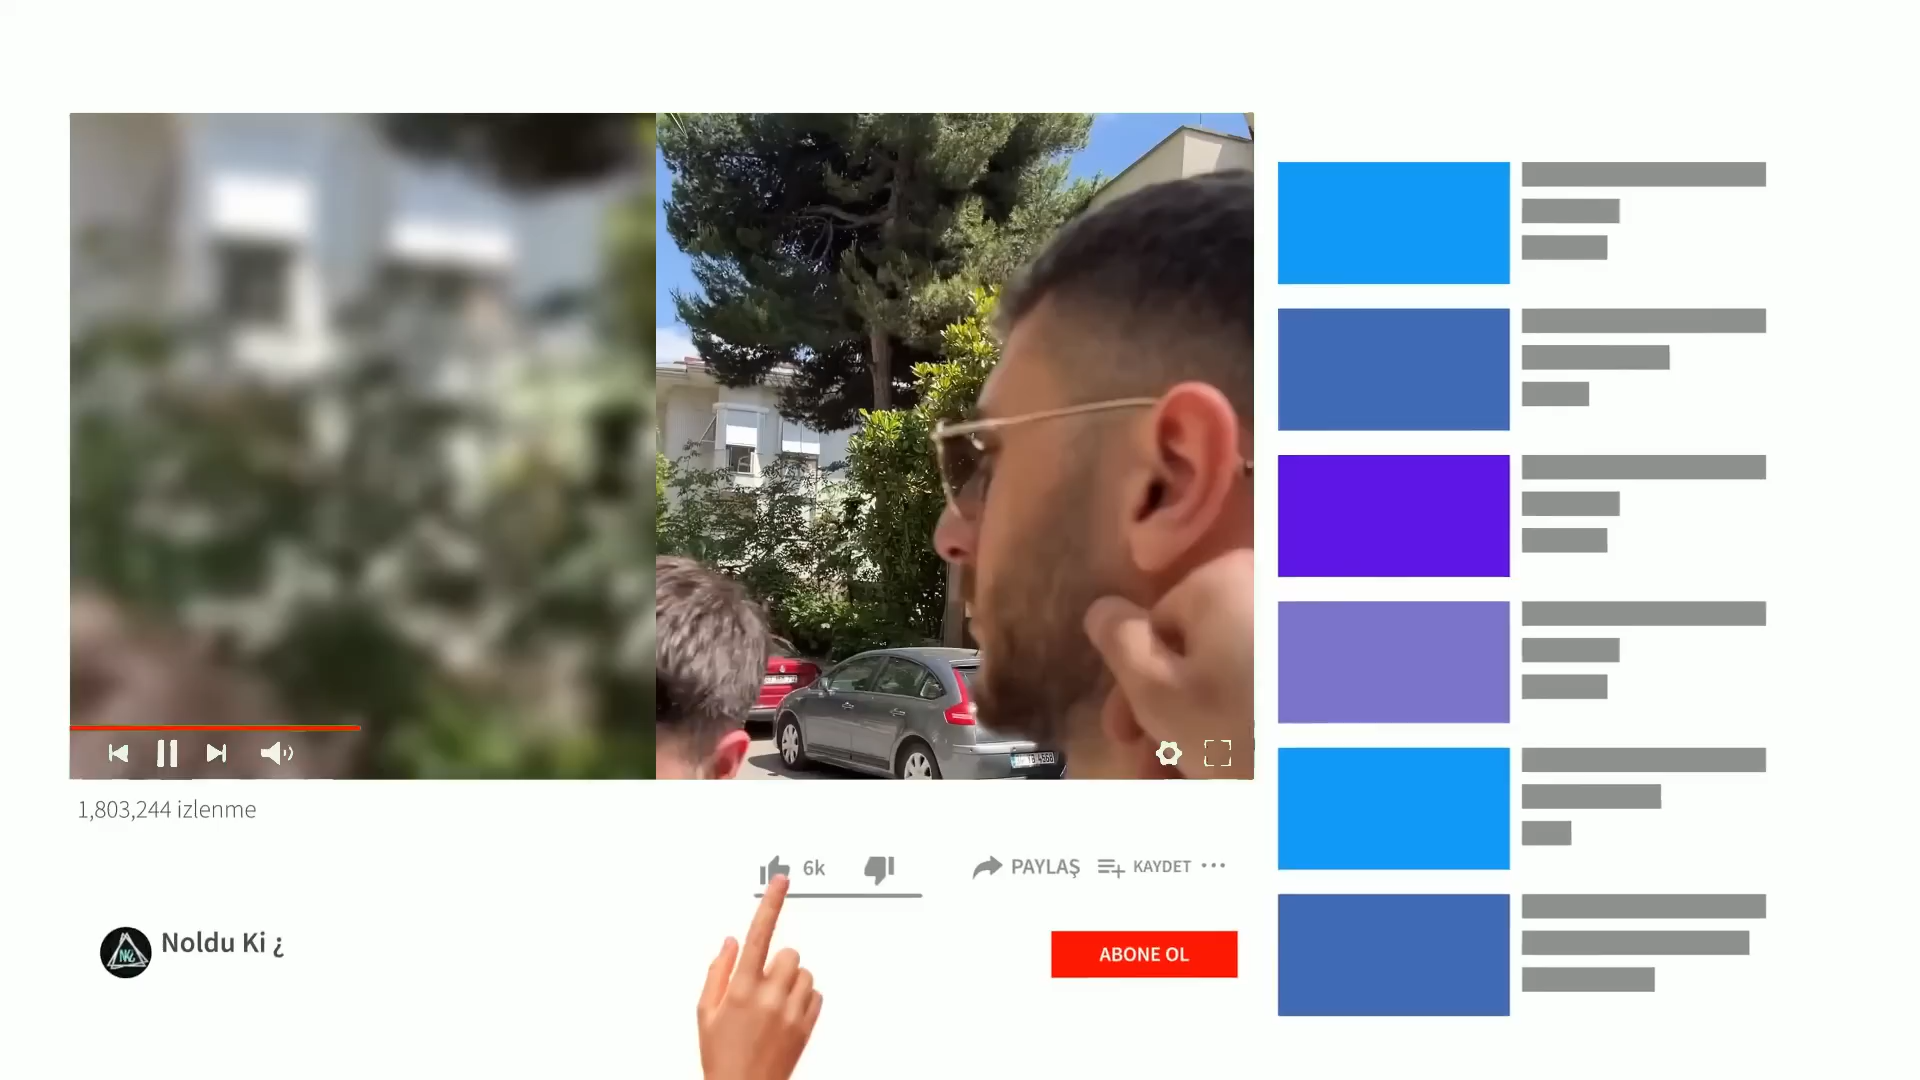 1,803,244 izlenme
6k
PAYLAŞ
KAYDET
Noldu Ki ¿
ABONE OL